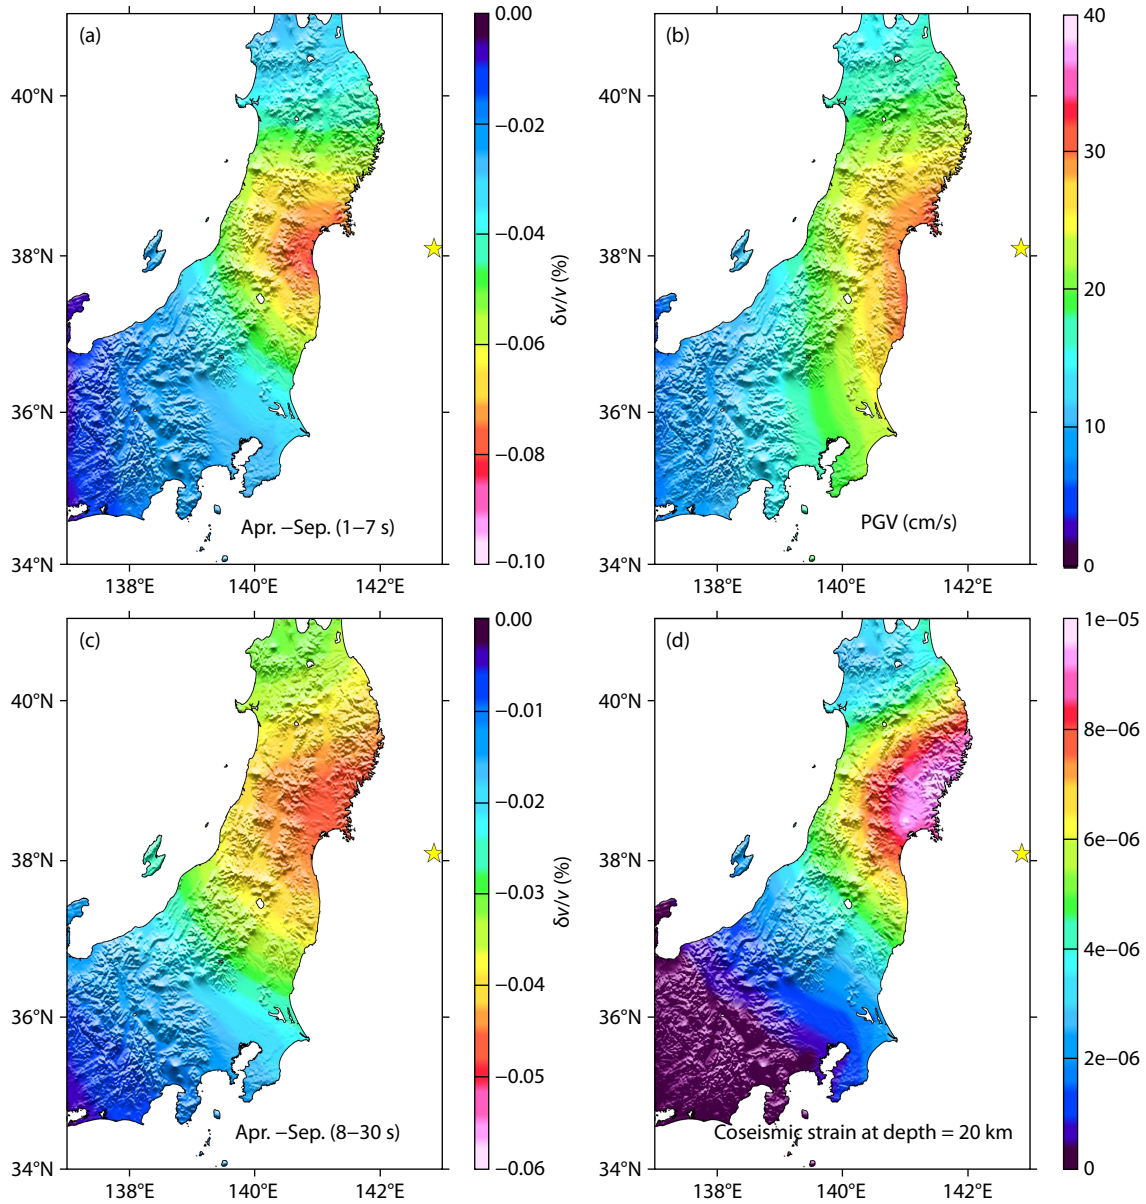 (a)
40°N
38°N
36°N
34°N
138°E
140°E
142°E
Apr. −Sep. (1−7 s)
0.00
−0.02
−0.04
−0.06
−0.08
−0.10
δv/v (%)
(b)
40°N
38°N
36°N
34°N
138°E
140°E
142°E
PGV (cm/s)
40
30
20
10
0
(c)
40°N
38°N
36°N
34°N
138°E
140°E
142°E
Apr. −Sep. (8−30 s)
0.00
−0.01
−0.02
−0.03
−0.04
−0.05
−0.06
δv/v (%)
(d)
40°N
38°N
36°N
34°N
138°E
140°E
142°E
Coseismic strain at depth = 20 km
1e−05
8e−06
6e−06
4e−06
2e−06
0